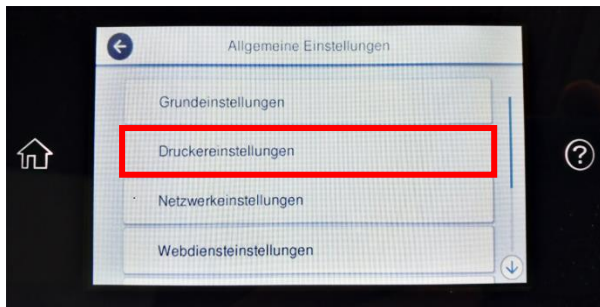 Allgemeine Einstellungen
Grundeinstellungen
Druckereinstellungen
Netzwerkeinstellungen
Webdiensteinstellungen